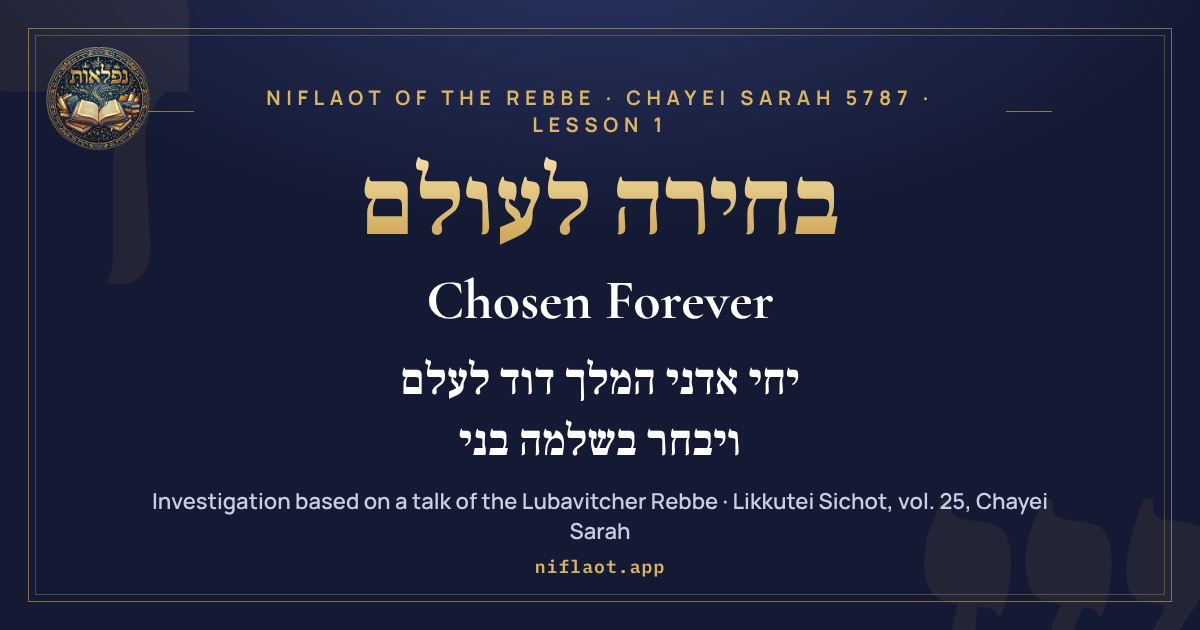 נפלאות
NIFLAOT OF THE REBBE · CHAYEI SARAH 5787 ·
LESSON 1
בחירה לעולם
Chosen Forever
יחי אדני המלך דוד לעלם
ויבחר בשלמה בני
Investigation based on a talk of the Lubavitcher Rebbe · Likkutei Sichot, vol. 25, Chayei
Sarah
niflaot.app